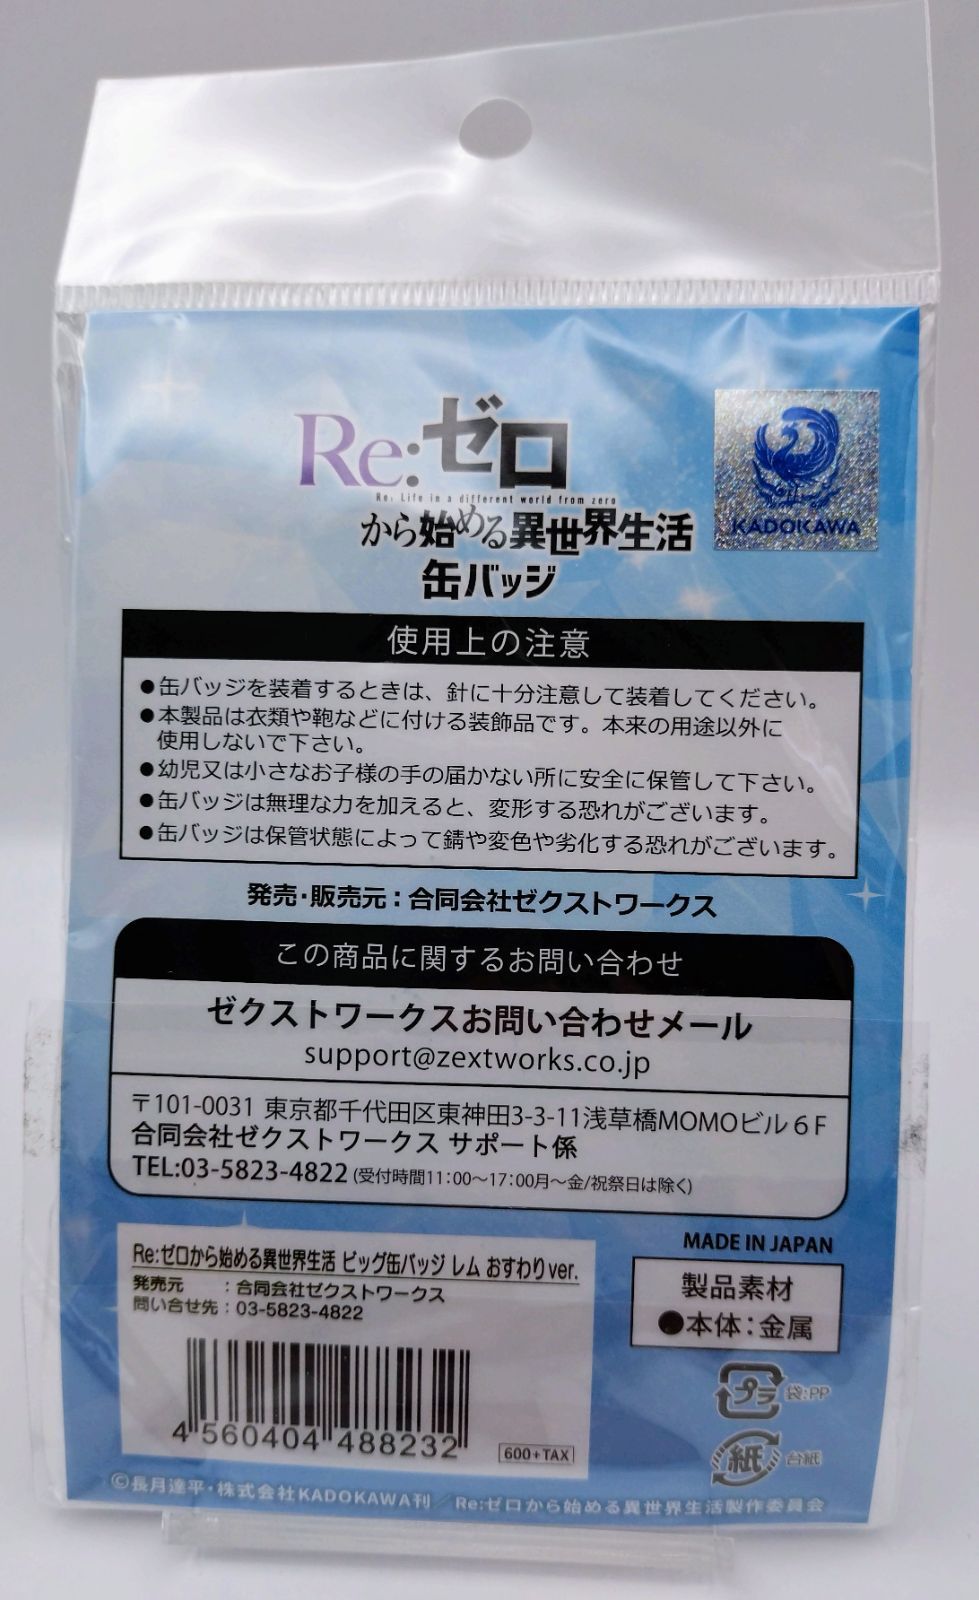 Re:ゼロ
Re: Life in a different world from zero
から始める異世界生活
缶バッジ
KADOKAWA
使用上の注意
●缶バッジを装着するときは、針に十分注意して装着してください。
●本製品は衣類や鞄などに付ける装飾品です。本来の用途以外に
使用しないで下さい。
●幼児又は小さなお子様の手の届かない所に安全に保管して下さい。
●缶バッジは無理な力を加えると、変形する恐れがございます。
●缶バッジは保管状態によって錆や変色や劣化する恐れがございます。
発売・販売元：合同会社ゼクストワークス
この商品に関するお問い合わせ
ゼクストワークスお問い合わせメール
support@zextworks.co.jp
〒101-0031 東京都千代田区東神田3-3-11浅草橋MOMOビル６F
合同会社ゼクストワークス サポート係
TEL:03-5823-4822 (受付時間11:00～17:00月～金/祝祭日は除く)
Re:ゼロから始める異世界生活 ビッグ缶バッジ レム おすわりver.
発売元　：合同会社ゼクストワークス
問い合せ先：03-5823-4822
4 560404 488232
600+TAX
MADE IN JAPAN
製品素材
●本体：金属
プラ 袋:PP
紙 台紙
©長月達平・株式会社KADOKAWA刊／Re:ゼロから始める異世界生活製作委員会